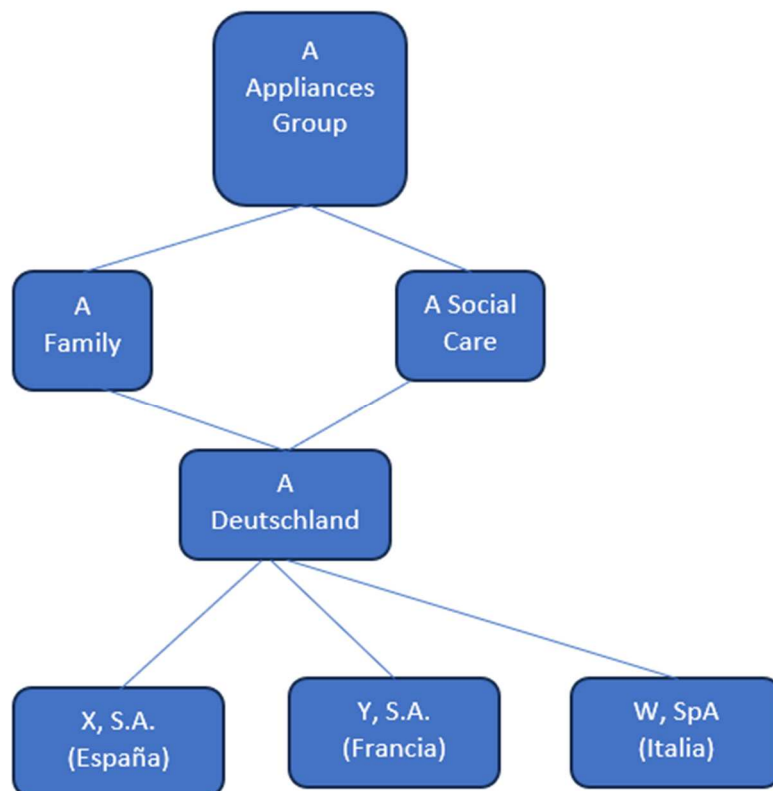 A
Appliances
Group
A
Family
A Social
Care
A
Deutschland
X, S.A.
(España)
Y, S.A.
(Francia)
W, SpA
(Italia)